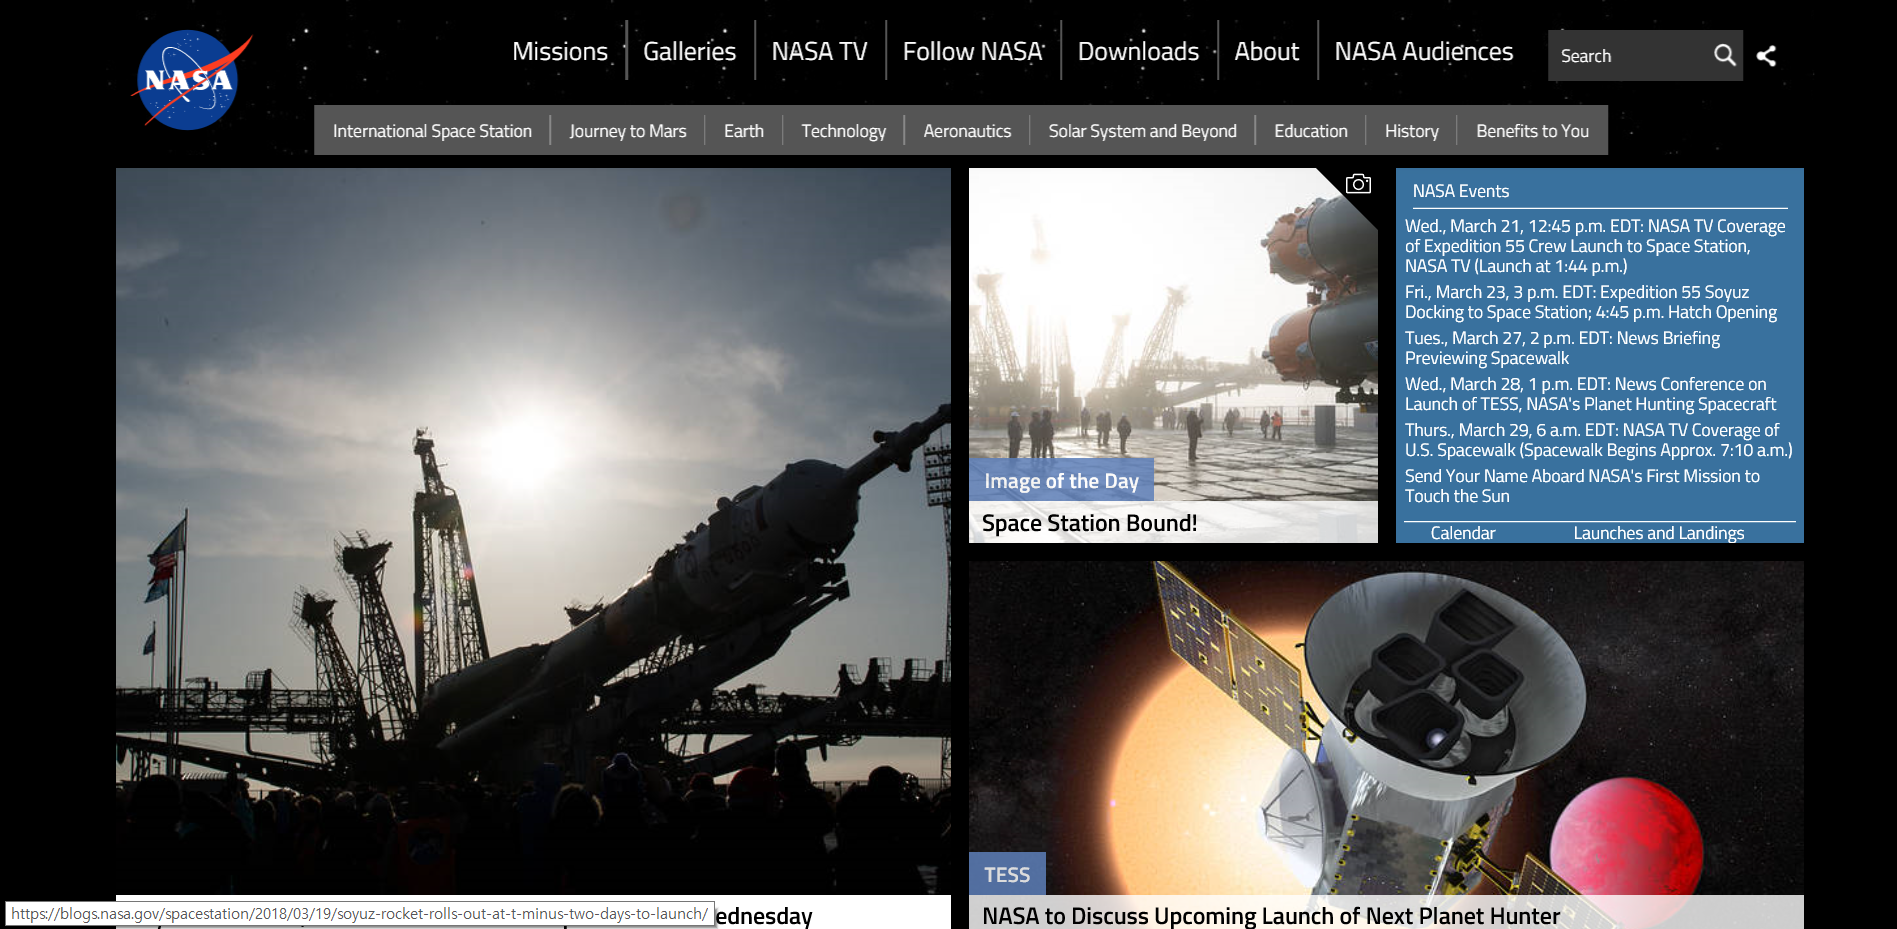 NASA
Missions
Galleries
NASA TV
Follow NASA
Downloads
About
NASA Audiences
Search
International Space Station
Journey to Mars
Earth
Technology
Aeronautics
Solar System and Beyond
Education
History
Benefits to You
Image of the Day
Space Station Bound!
NASA Events
Wed., March 21, 12:45 p.m. EDT: NASA TV Coverage
of Expedition 55 Crew Launch to Space Station,
NASA TV (Launch at 1:44 p.m.)
Fri., March 23, 3 p.m. EDT: Expedition 55 Soyuz
Docking to Space Station; 4:45 p.m. Hatch Opening
Tues., March 27, 2 p.m. EDT: News Briefing
Previewing Spacewalk
Wed., March 28, 1 p.m. EDT: News Conference on
Launch of TESS, NASA's Planet Hunting Spacecraft
Thurs., March 29, 6 a.m. EDT: NASA TV Coverage of
U.S. Spacewalk (Spacewalk Begins Approx. 7:10 a.m.)
Send Your Name Aboard NASA's First Mission to
Touch the Sun
Calendar
Launches and Landings
TESS
NASA to Discuss Upcoming Launch of Next Planet Hunter
https://blogs.nasa.gov/spacestation/2018/03/19/soyuz-rocket-rolls-out-at-t-minus-two-days-to-launch/
ednesday